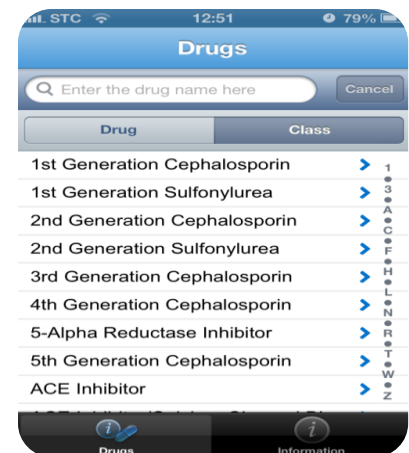 STC 12:51 79%
Drugs
Enter the drug name here Cancel
Drug Class
1st Generation Cephalosporin
1st Generation Sulfonylurea
2nd Generation Cephalosporin
2nd Generation Sulfonylurea
3rd Generation Cephalosporin
4th Generation Cephalosporin
5-Alpha Reductase Inhibitor
5th Generation Cephalosporin
ACE Inhibitor
1
3
A
C
F
H
L
N
R
T
W
Z
Drugs Information